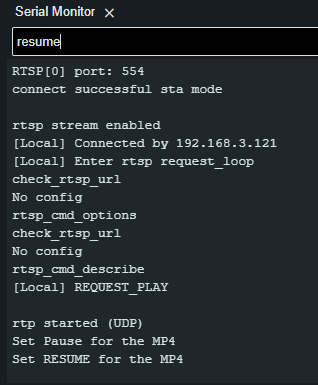 Serial Monitor ×
resume
RTSP[0] port: 554
connect successful sta mode
rtsp stream enabled
[Local] Connected by 192.168.3.121
[Local] Enter rtsp request_loop
check_rtsp_url
No config
rtsp_cmd_options
check_rtsp_url
No config
rtsp_cmd_describe
[Local] REQUEST_PLAY
rtp started (UDP)
Set Pause for the MP4
Set RESUME for the MP4